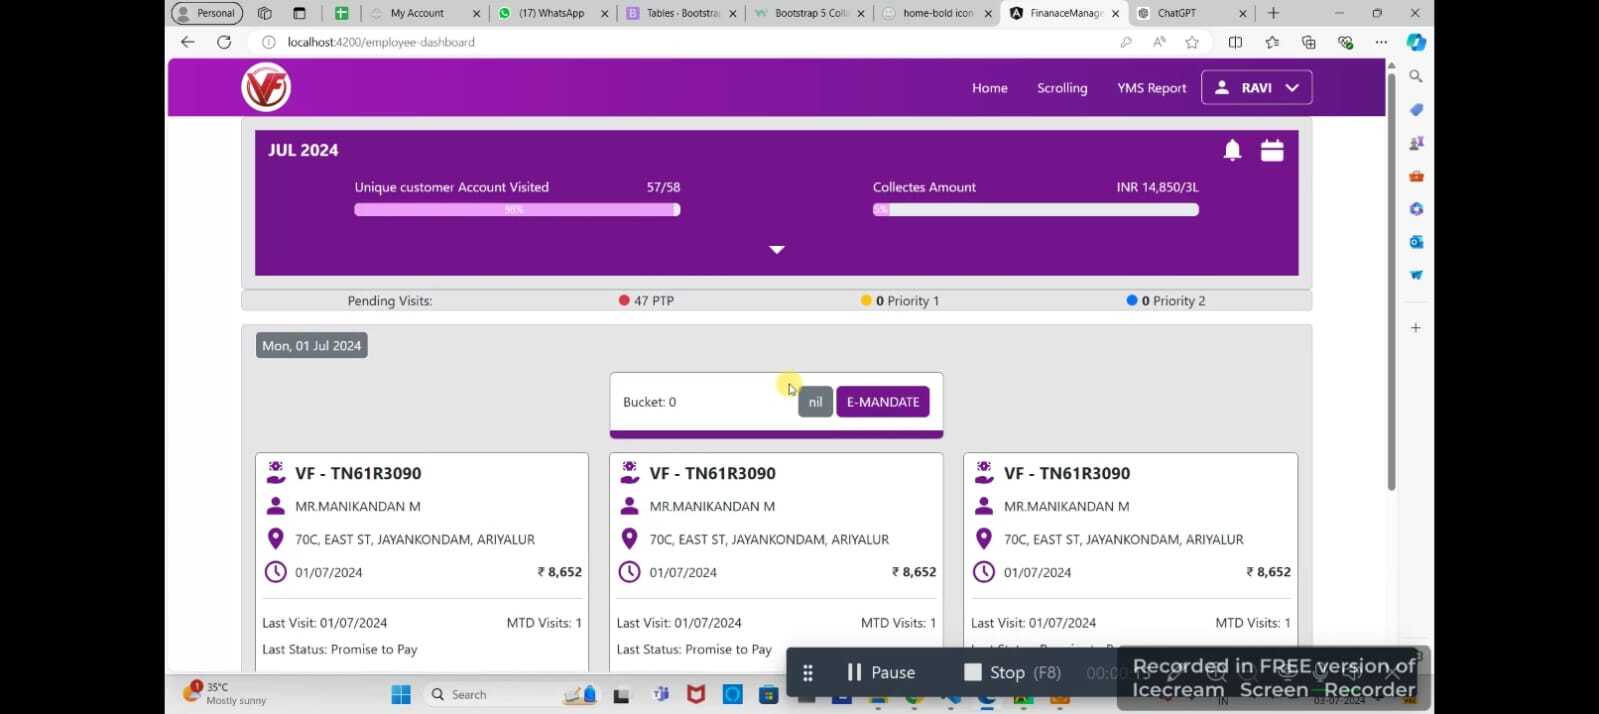 Personal
My Account
(17) WhatsApp
Tables - Bootstra
Bootstrap 5 Coll
home-bold icon
FinanaceManage
ChatGPT
localhost:4200/employee-dashboard
VF
Home
Scrolling
YMS Report
RAVI
JUL 2024
Unique customer Account Visited 57/58
98%
Collectes Amount INR 14,850/3L
5%
Pending Visits:
47 PTP
0 Priority 1
0 Priority 2
Mon, 01 Jul 2024
Bucket: 0
nil
E-MANDATE
VF - TN61R3090
MR.MANIKANDAN M
70C, EAST ST, JAYANKONDAM, ARIYALUR
01/07/2024 ₹ 8,652
Last Visit: 01/07/2024 MTD Visits: 1
Last Status: Promise to Pay
VF - TN61R3090
MR.MANIKANDAN M
70C, EAST ST, JAYANKONDAM, ARIYALUR
01/07/2024 ₹ 8,652
Last Visit: 01/07/2024 MTD Visits: 1
Last Status: Promise to Pay
VF - TN61R3090
MR.MANIKANDAN M
70C, EAST ST, JAYANKONDAM, ARIYALUR
01/07/2024 ₹ 8,652
Last Visit: 01/07/2024 MTD Visits: 1
Last Status:
Pause
Stop (F8)
Recorded in FREE version of
Icecream Screen Recorder
1
35°C
Mostly sunny
Search
IN
03-07-2024